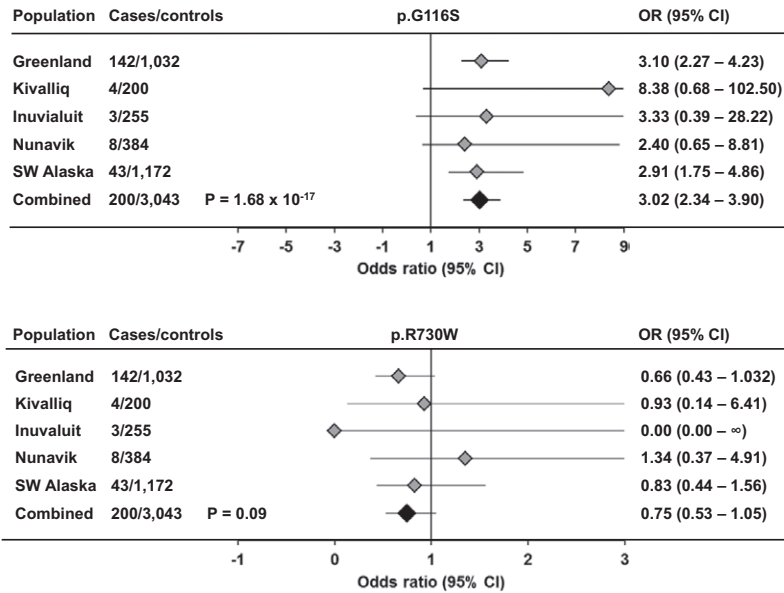 Population Cases/controls p.G116S OR (95% CI)
Greenland 142/1,032 3.10 (2.27 – 4.23)
Kivalliq 4/200 8.38 (0.68 – 102.50)
Inuvialuit 3/255 3.33 (0.39 – 28.22)
Nunavik 8/384 2.40 (0.65 – 8.81)
SW Alaska 43/1,172 2.91 (1.75 – 4.86)
Combined 200/3,043 P = 1.68 x 10⁻¹⁷ 3.02 (2.34 – 3.90)
-7 -5 -3 -1 1 3 5 7 9
Odds ratio (95% CI)
Population Cases/controls p.R730W OR (95% CI)
Greenland 142/1,032 0.66 (0.43 – 1.032)
Kivalliq 4/200 0.93 (0.14 – 6.41)
Inuvaluit 3/255 0.00 (0.00 – ∞)
Nunavik 8/384 1.34 (0.37 – 4.91)
SW Alaska 43/1,172 0.83 (0.44 – 1.56)
Combined 200/3,043 P = 0.09 0.75 (0.53 – 1.05)
-1 0 1 2 3
Odds ratio (95% CI)